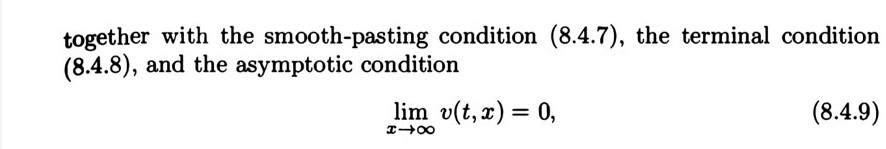 together with the smooth-pasting condition (8.4.7), the terminal condition
(8.4.8), and the asymptotic condition
lim v(t, x) = 0, (8.4.9)
x→∞